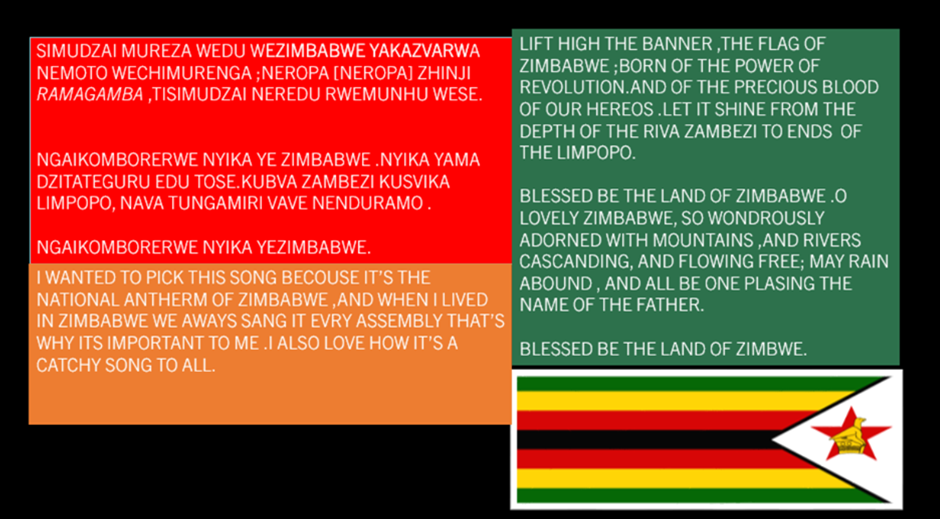 SIMUDZAI MUREZA WEDU WEZIMBABWE YAKAZVARWA
NEMOTO WECHIMURENGA ;NEROPA [NEROPA] ZHINJI
RAMAGAMBA ,TISIMUDZAI NEREDU RWEMUNHU WESE.
NGAIKOMBORERWE NYIKA YE ZIMBABWE .NYIKA YAMA
DZITATEGURU EDU TOSE.KUBVA ZAMBEZI KUSVIKA
LIMPOPO, NAVA TUNGAMIRI VAVE NENDURAMO .
NGAIKOMBORERWE NYIKA YEZIMBABWE.
I WANTED TO PICK THIS SONG BECOUSE IT'S THE
NATIONAL ANTHERM OF ZIMBABWE ,AND WHEN I LIVED
IN ZIMBABWE WE AWAYS SANG IT EVRY ASSEMBLY THAT'S
WHY ITS IMPORTANT TO ME .I ALSO LOVE HOW IT'S A
CATCHY SONG TO ALL.
LIFT HIGH THE BANNER ,THE FLAG OF
ZIMBABWE ;BORN OF THE POWER OF
REVOLUTION.AND OF THE PRECIOUS BLOOD
OF OUR HEREOS .LET IT SHINE FROM THE
DEPTH OF THE RIVA ZAMBEZI TO ENDS OF
THE LIMPOPO.
BLESSED BE THE LAND OF ZIMBABWE .O
LOVELY ZIMBABWE, SO WONDROUSLY
ADORNED WITH MOUNTAINS ,AND RIVERS
CASCANDING, AND FLOWING FREE; MAY RAIN
ABOUND , AND ALL BE ONE PLASING THE
NAME OF THE FATHER.
BLESSED BE THE LAND OF ZIMBWE.